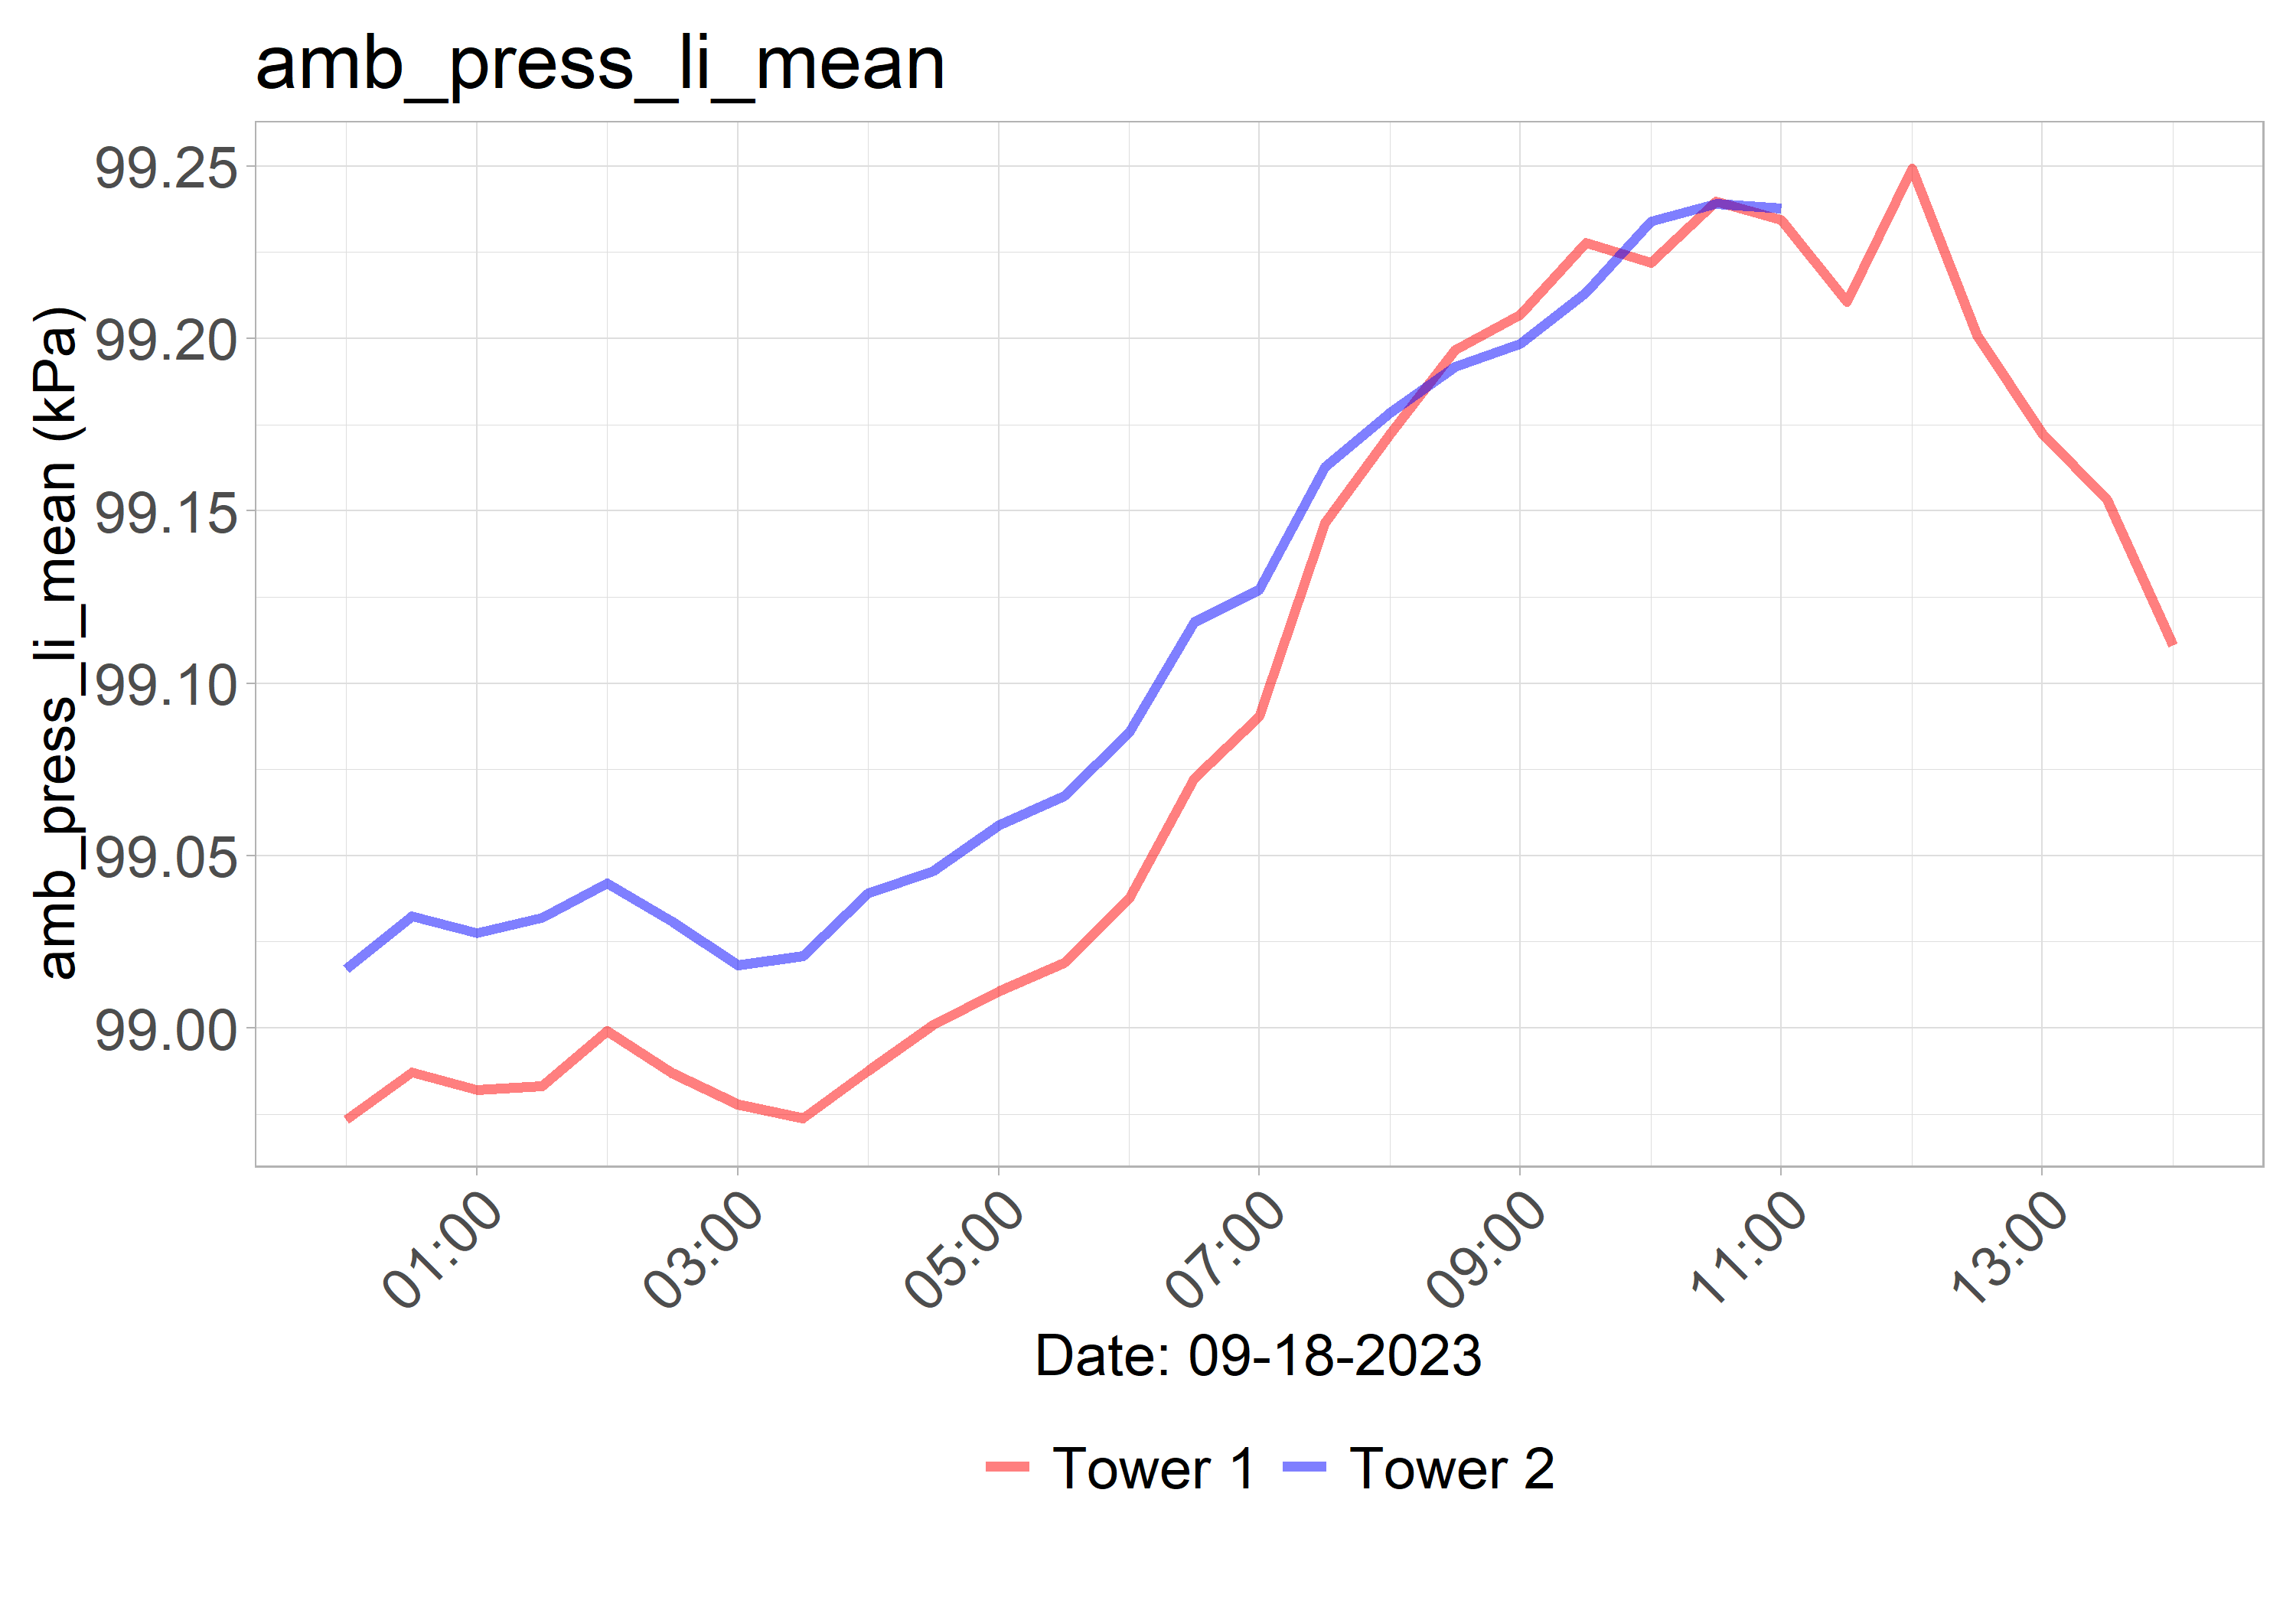 amb_press_li_mean
amb_press_li_mean (kPa)
99.25
99.20
99.15
99.10
99.05
99.00
01:00
03:00
05:00
07:00
09:00
11:00
13:00
Date: 09-18-2023
Tower 1
Tower 2